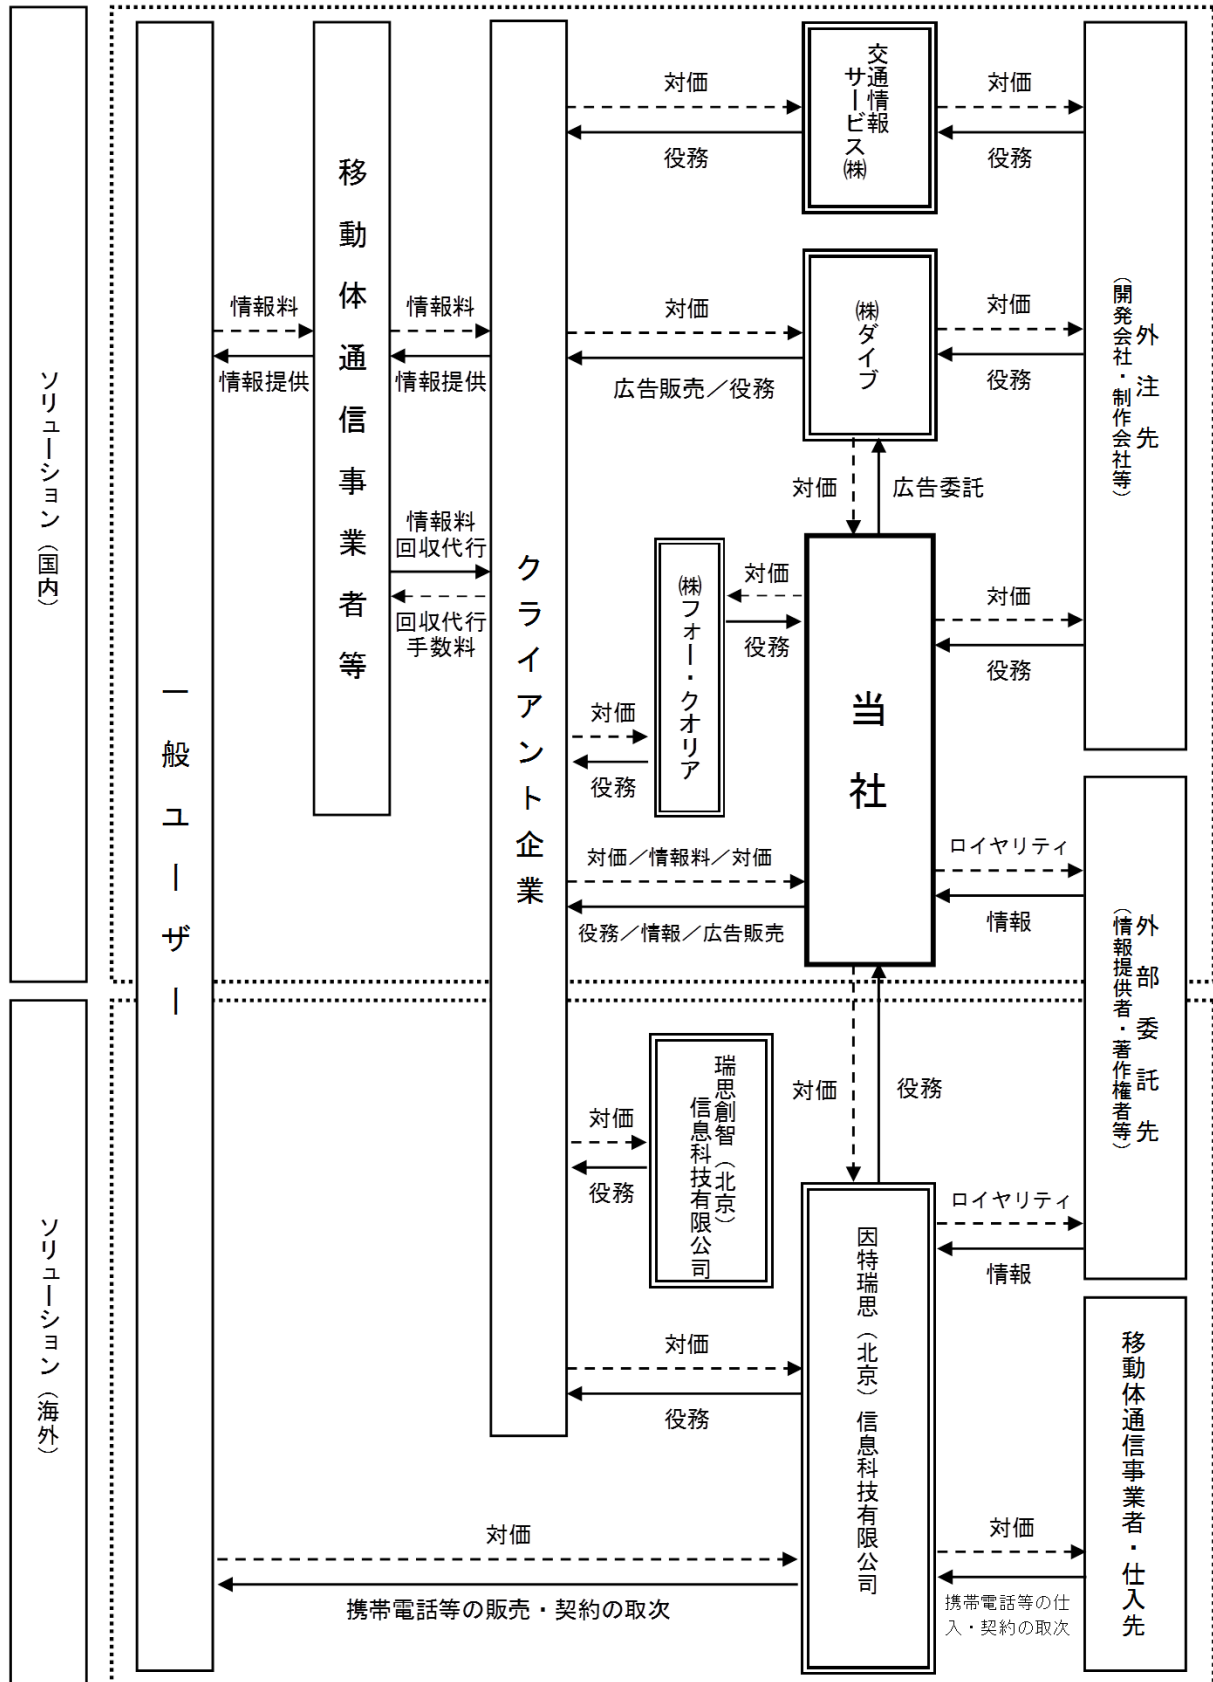 ソリューション（国内）
ソリューション（海外）
一般ユーザー
情報料
情報提供
移動体通信事業者等
情報料
情報提供
情報料
回収代行
回収代行
手数料
クライアント企業
対価
役務
交通情報
サービス㈱
対価
役務
対価
広告販売／役務
㈱ダイブ
対価
役務
対価
広告委託
外注先
（開発会社・制作会社等）
㈱フォー・クオリア
対価
役務
対価
役務
当社
対価
役務
対価／情報料／対価
役務／情報／広告販売
ロイヤリティ
情報
外部委託先
（情報提供者・著作権者等）
対価
役務
対価
役務
瑞思創智（北京）
信息科技有限公司
因特瑞思（北京）信息科技有限公司
ロイヤリティ
情報
対価
役務
対価
携帯電話等の販売・契約の取次
対価
携帯電話等の仕
入・契約の取次
移動体通信事業者・仕入先